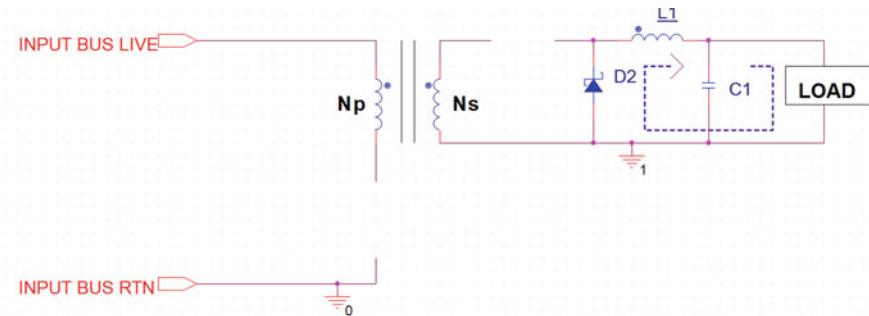 L1
INPUT BUS LIVE
D2
Np
Ns
C1
LOAD
1
INPUT BUS RTN
0